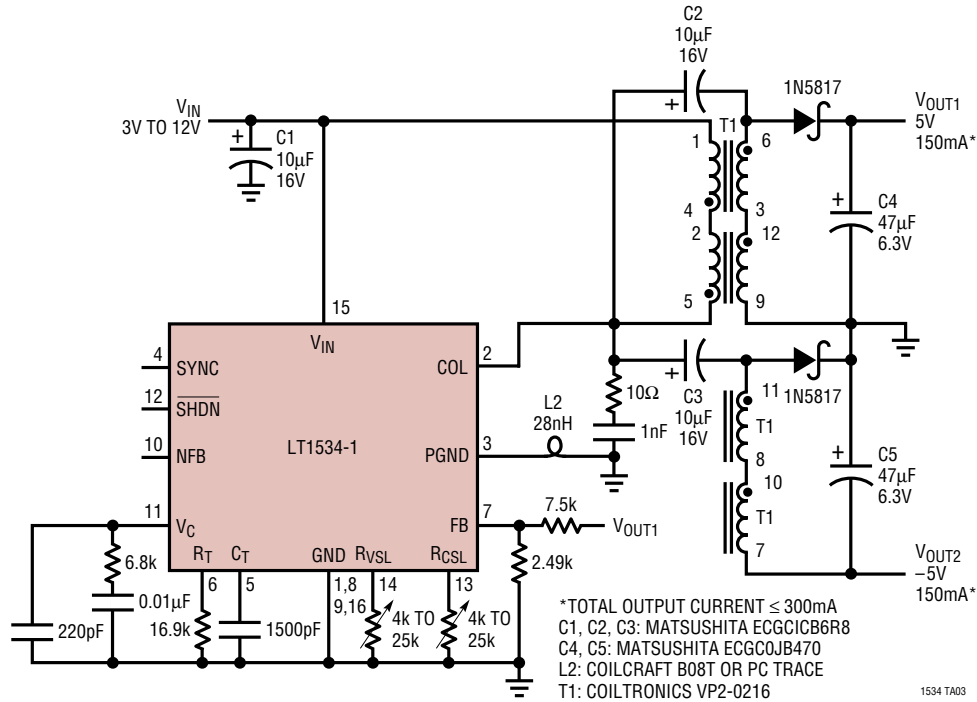 C2
10µF
16V
+
1N5817
VIN
3V TO 12V
+
C1
10µF
16V
T1
1
6
VOUT1
5V
150mA*
+
C4
47µF
6.3V
4
3
2
12
5
9
15
VIN
4
SYNC
COL
2
12
SHDN
10
NFB
LT1534-1
PGND
3
L2
28nH
10Ω
1nF
+
C3
10µF
16V
1N5817
11
T1
8
10
T1
7
+
C5
47µF
6.3V
VOUT2
–5V
150mA*
11
VC
FB
7
7.5k
VOUT1
2.49k
RT
CT
GND
RVSL
RCSL
6
5
1,8
9,16
14
13
6.8k
0.01µF
220pF
16.9k
1500pF
4k TO
25k
4k TO
25k
*TOTAL OUTPUT CURRENT ≤ 300mA
C1, C2, C3: MATSUSHITA ECGCICB6R8
C4, C5: MATSUSHITA ECGC0JB470
L2: COILCRAFT B08T OR PC TRACE
T1: COILTRONICS VP2-0216
1534 TA03